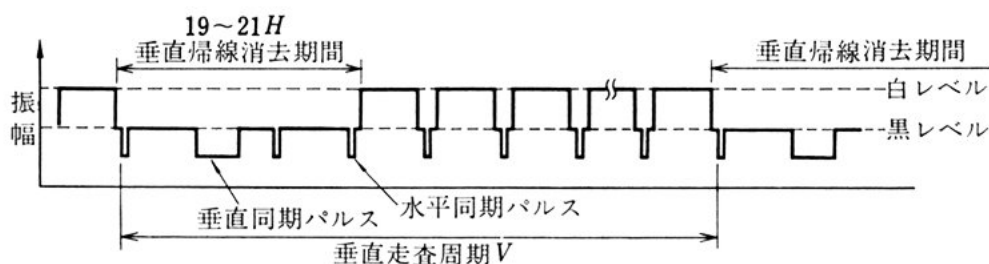 19～21H
垂直帰線消去期間
垂直帰線消去期間
振幅
白レベル
黒レベル
垂直同期パルス
水平同期パルス
垂直走査周期V